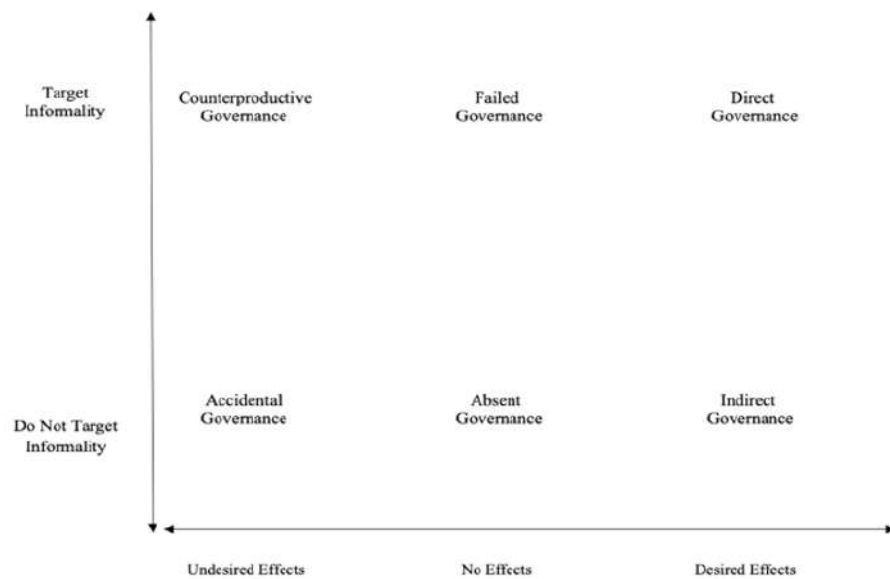 Target
Informality
Counterproductive
Governance
Failed
Governance
Direct
Governance
Do Not Target
Informality
Accidental
Governance
Absent
Governance
Indirect
Governance
Undesired Effects
No Effects
Desired Effects